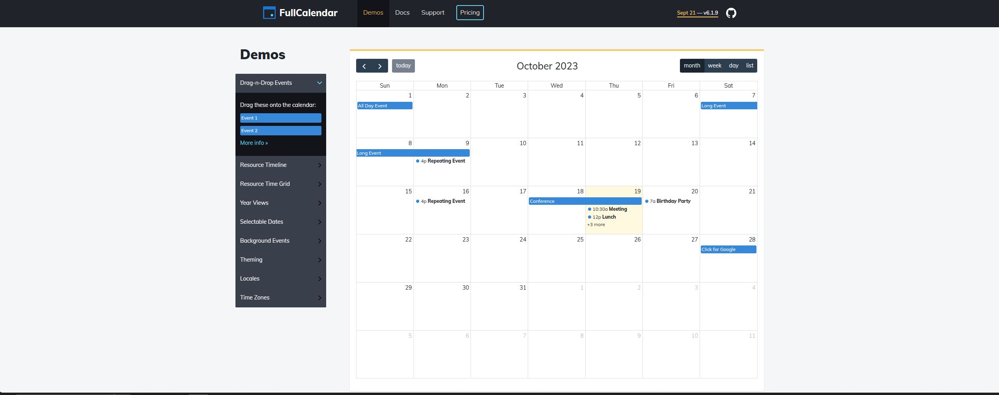 FullCalendar
Demos Docs Support Pricing
Sept 21 — v6.1.9
Demos
Drag-n-Drop Events
Drag these onto the calendar:
Event 1
Event 2
More info »
Resource Timeline
Resource Time Grid
Year Views
Selectable Dates
Background Events
Theming
Locales
Time Zones
today
October 2023
month week day list
Sun Mon Tue Wed Thu Fri Sat
1 2 3 4 5 6 7
All Day Event Long Event
8 9 10 11 12 13 14
Long Event
4p Repeating Event
15 16 17 18 19 20 21
4p Repeating Event Conference 7a Birthday Party
10:30a Meeting
12p Lunch
+3 more
22 23 24 25 26 27 28
Click for Google
29 30 31 1 2 3 4
5 6 7 8 9 10 11